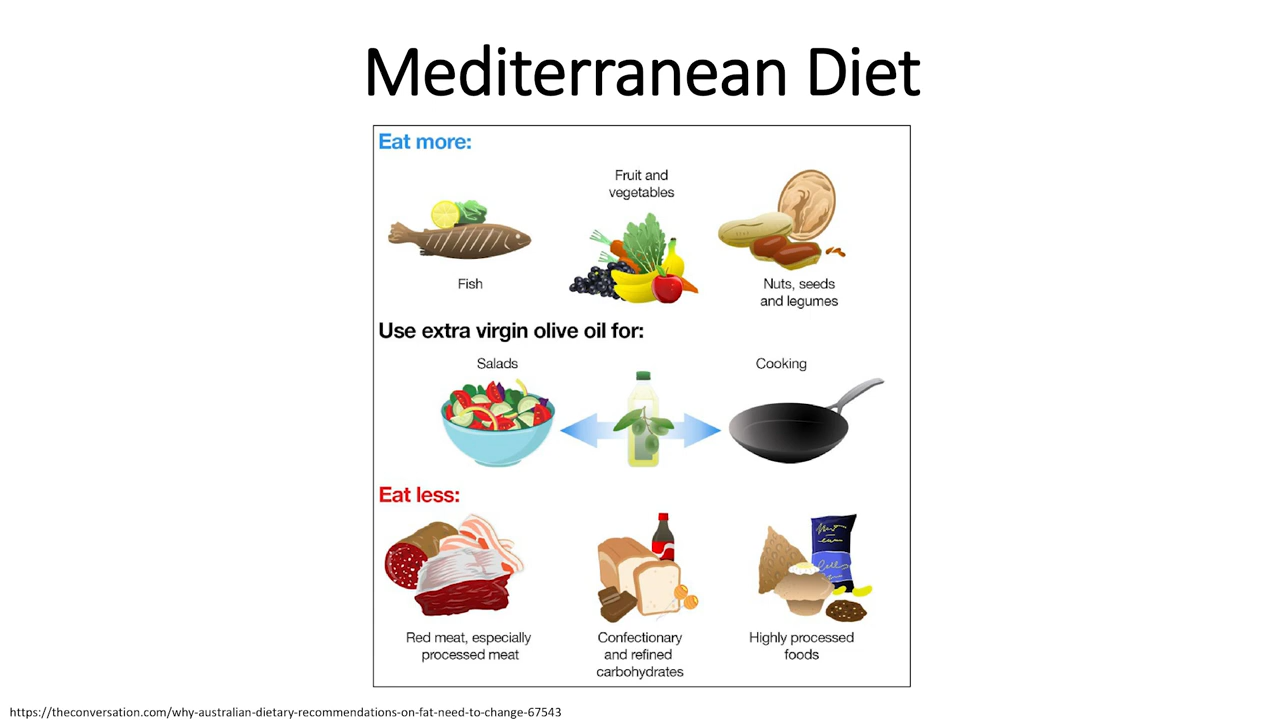 Mediterranean Diet
Eat more:
Fruit and
vegetables
Fish
Nuts, seeds
and legumes
Use extra virgin olive oil for:
Salads
Cooking
Eat less:
Red meat, especially
processed meat
Confectionary
and refined
carbohydrates
Highly processed
foods
https://theconversation.com/why-australian-dietary-recommendations-on-fat-need-to-change-67543